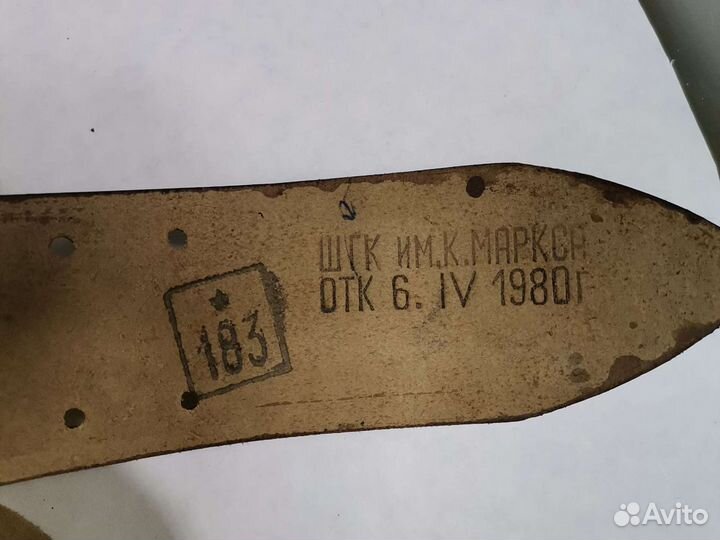 ШГК ИМ.К.МАРКСА
ОТК 6. IV 1980г
183
Avito